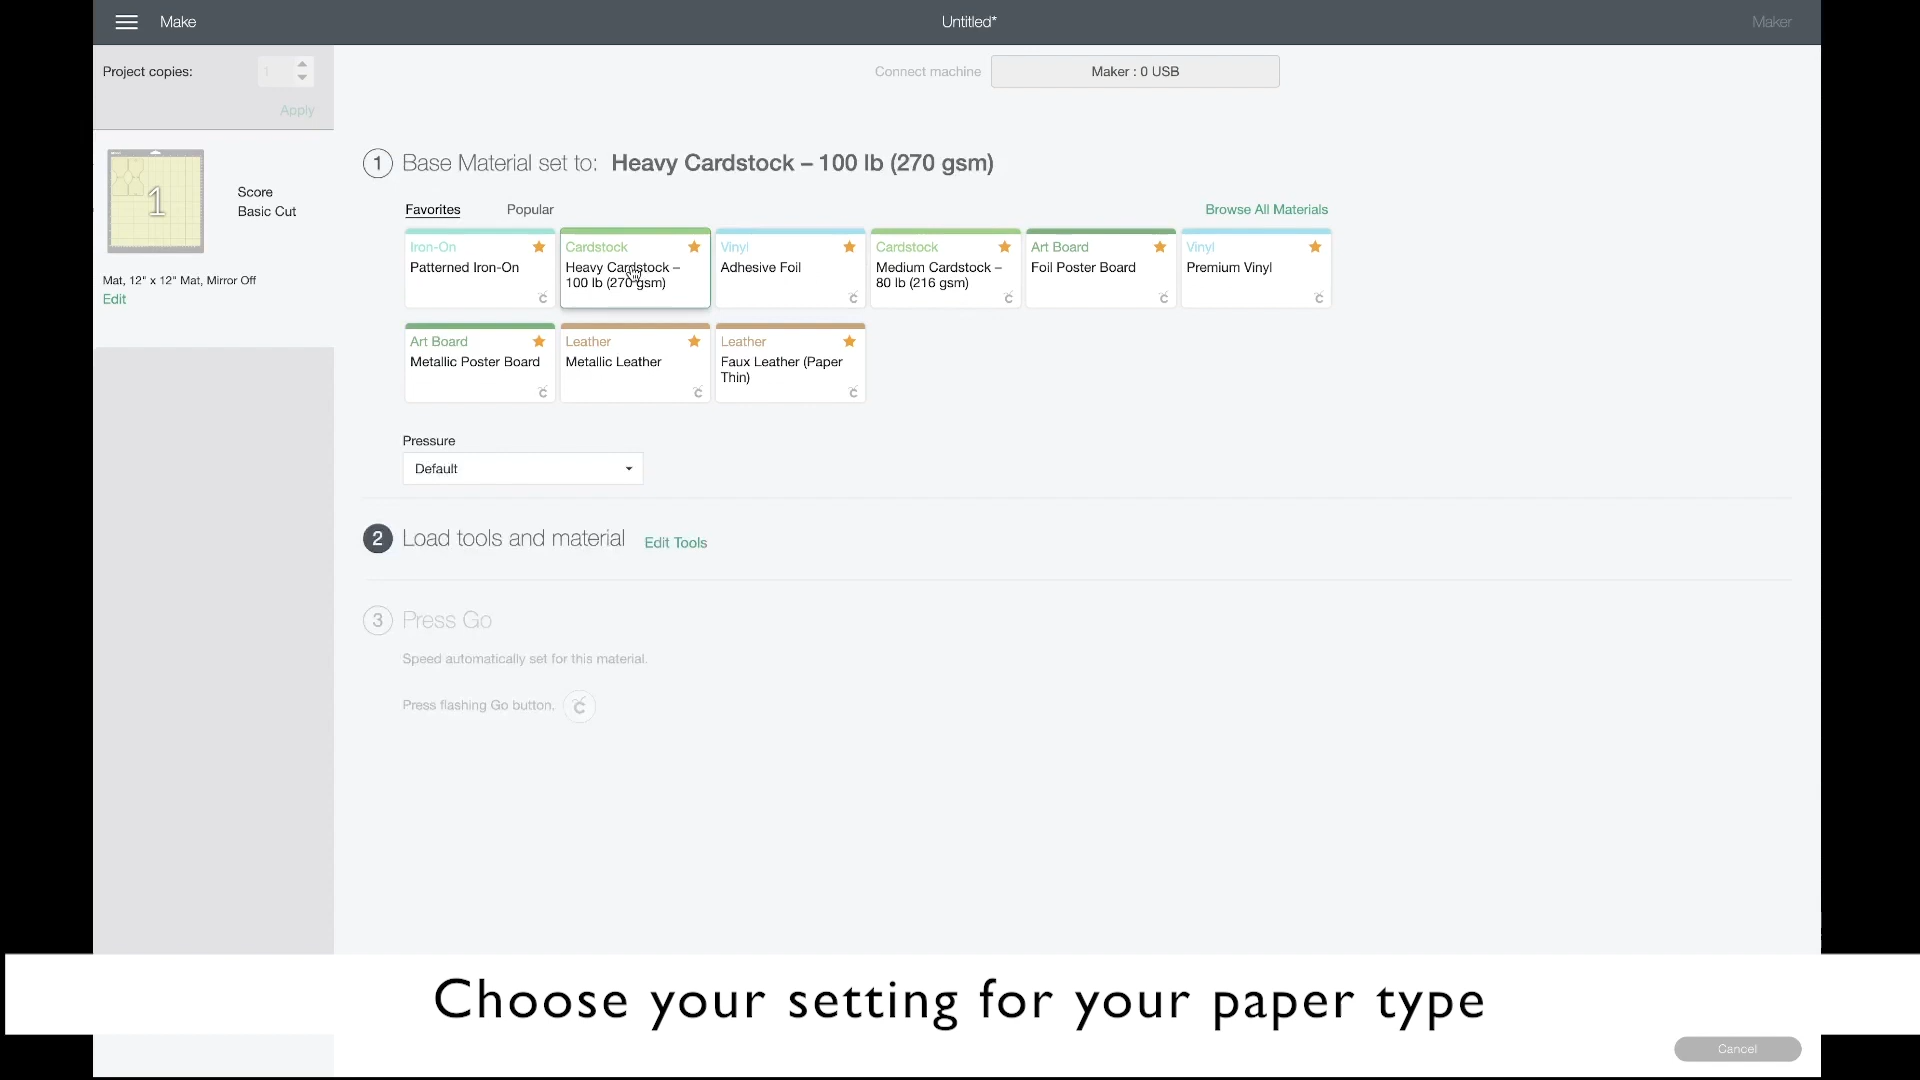 Make
Untitled*
Maker
Project copies:
1
Apply
Connect machine
Maker : 0 USB
1
Score
Basic Cut
Mat, 12" x 12" Mat, Mirror Off
Edit
1 Base Material set to: Heavy Cardstock – 100 lb (270 gsm)
Favorites
Popular
Browse All Materials
Iron-On
Patterned Iron-On
Cardstock
Heavy Cardstock –
100 lb (270 gsm)
Vinyl
Adhesive Foil
Cardstock
Medium Cardstock –
80 lb (216 gsm)
Art Board
Foil Poster Board
Vinyl
Premium Vinyl
Art Board
Metallic Poster Board
Leather
Metallic Leather
Leather
Faux Leather (Paper
Thin)
Pressure
Default
2 Load tools and material
Edit Tools
3 Press Go
Speed automatically set for this material.
Press flashing Go button.
Choose your setting for your paper type
Cancel